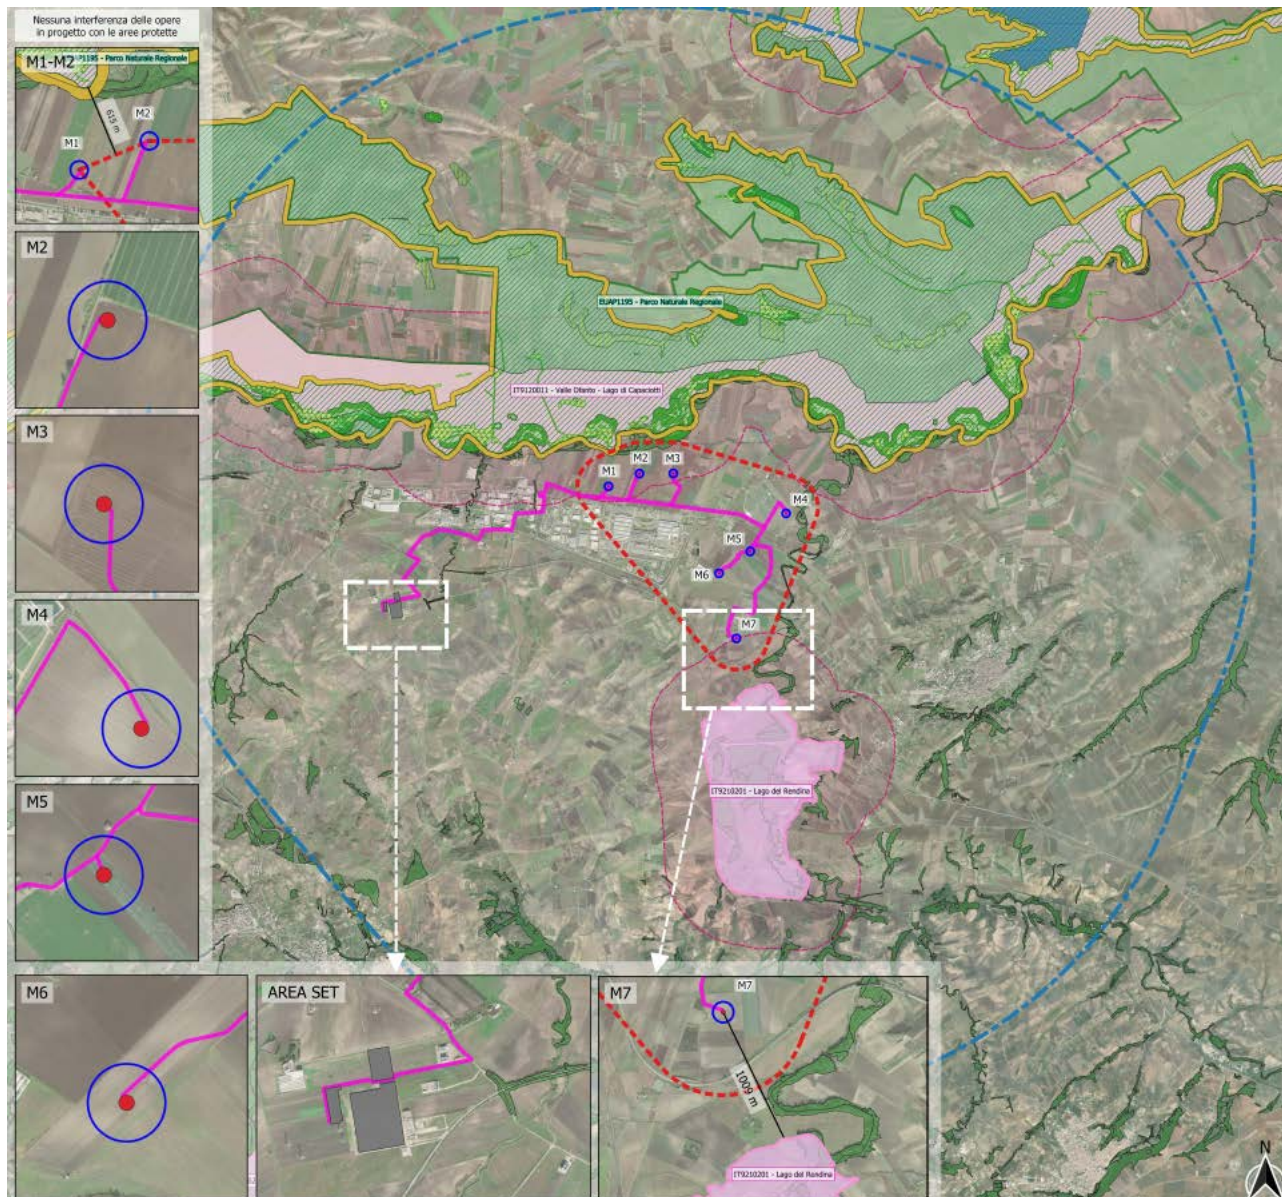 Nessuna interferenza delle opere
in progetto con le aree protette
M1-M2
AP1195 - Parco Naturale Regionale
615 m
M2
M1
M2
M3
M4
M5
M6
AREA SET
M7
M7
1009 m
IT9210201 - Lago del Rendina
EUAP1195 - Parco Naturale Regionale
IT9120011 - Valle Ofanto - Lago di Capaciotti
M1
M2
M3
M4
M5
M6
M7
IT9210201 - Lago del Rendina
N